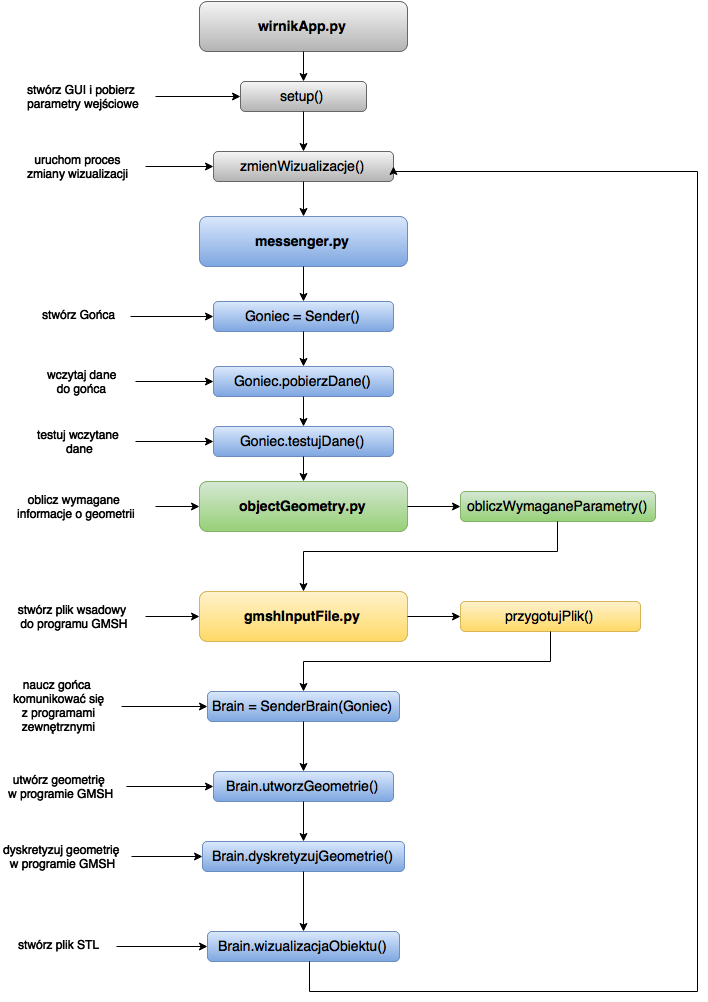 wirnikApp.py
stwórz GUI i pobierz
parametry wejściowe
setup()
uruchom proces
zmiany wizualizacji
zmienWizualizacje()
messenger.py
stwórz Gońca
Goniec = Sender()
wczytaj dane
do gońca
Goniec.pobierzDane()
testuj wczytane
dane
Goniec.testujDane()
oblicz wymagane
informacje o geometrii
objectGeometry.py
obliczWymaganeParametry()
stwórz plik wsadowy
do programu GMSH
gmshInputFile.py
przygotujPlik()
naucz gońca
komunikować się
z programami
zewnętrznymi
Brain = SenderBrain(Goniec)
utwórz geometrię
w programie GMSH
Brain.utworzGeometrie()
dyskretyzuj geometrię
w programie GMSH
Brain.dyskretyzujGeometrie()
stwórz plik STL
Brain.wizualizacjaObiektu()